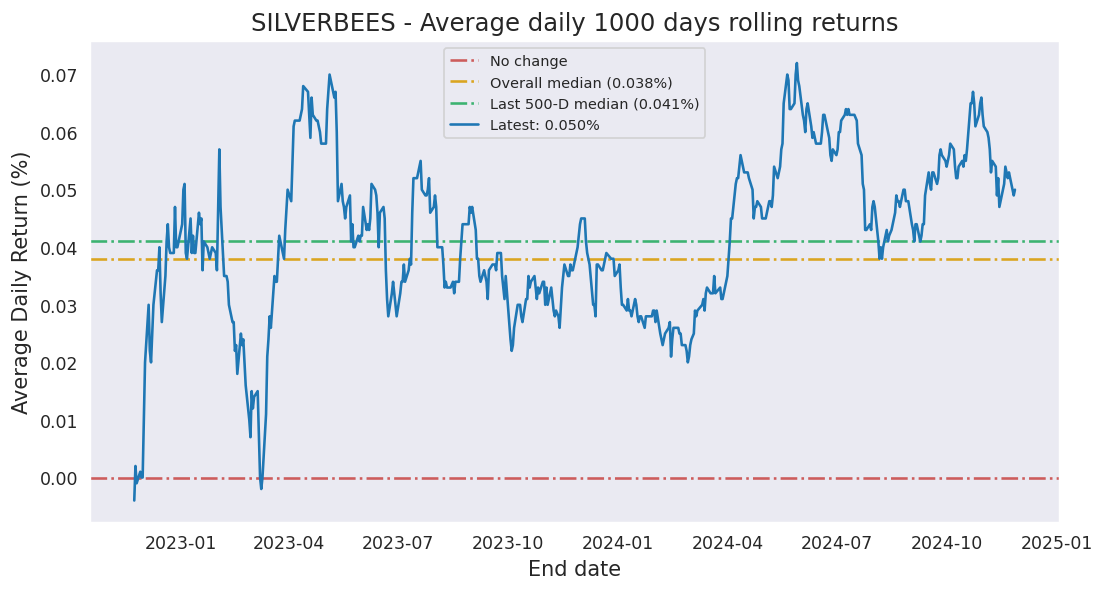 SILVERBEES - Average daily 1000 days rolling returns
No change
Overall median (0.038%)
Last 500-D median (0.041%)
Latest: 0.050%
Average Daily Return (%)
0.07
0.06
0.05
0.04
0.03
0.02
0.01
0.00
2023-01 2023-04 2023-07 2023-10 2024-01 2024-04 2024-07 2024-10 2025-01
End date